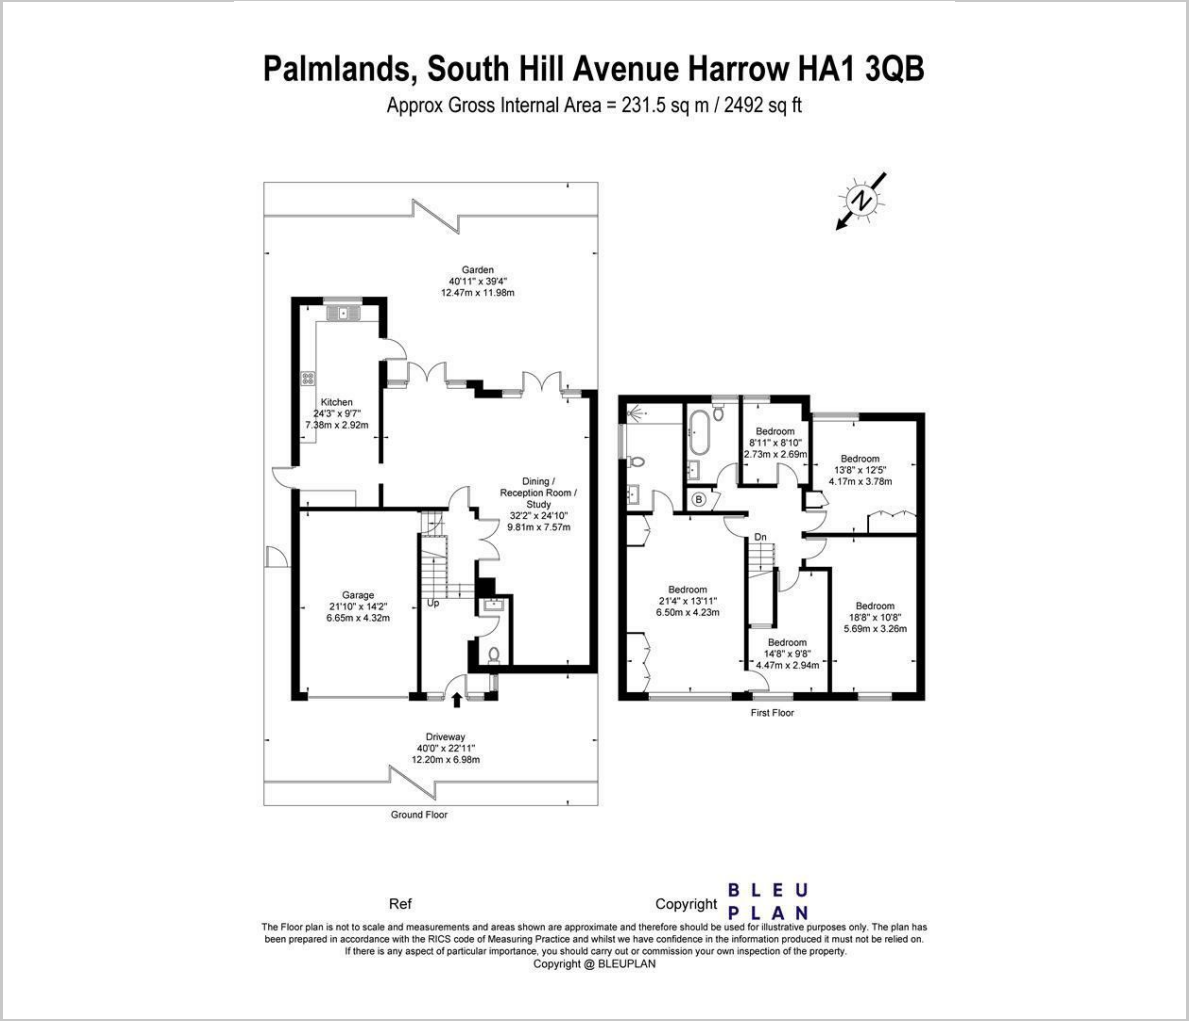 Palmlands, South Hill Avenue Harrow HA1 3QB
Approx Gross Internal Area = 231.5 sq m / 2492 sq ft
N
Garden
40'11" x 39'4"
12.47m x 11.98m
Kitchen
24'3" x 9'7"
7.38m x 2.92m
Dining /
Reception Room /
Study
32'2" x 24'10"
9.81m x 7.57m
Garage
21'10" x 14'2"
6.65m x 4.32m
Up
Driveway
40'0" x 22'11"
12.20m x 6.98m
Ground Floor
Bedroom
8'11" x 8'10"
2.73m x 2.69m
Bedroom
13'8" x 12'5"
4.17m x 3.78m
B
Dn
Bedroom
21'4" x 13'11"
6.50m x 4.23m
Bedroom
18'8" x 10'8"
5.69m x 3.26m
Bedroom
14'8" x 9'8"
4.47m x 2.94m
First Floor
Ref
Copyright
BLEU
PLAN
The Floor plan is not to scale and measurements and areas shown are approximate and therefore should be used for illustrative purposes only. The plan has
been prepared in accordance with the RICS code of Measuring Practice and whilst we have confidence in the information produced it must not be relied on.
If there is any aspect of particular importance, you should carry out or commission your own inspection of the property.
Copyright @ BLEUPLAN